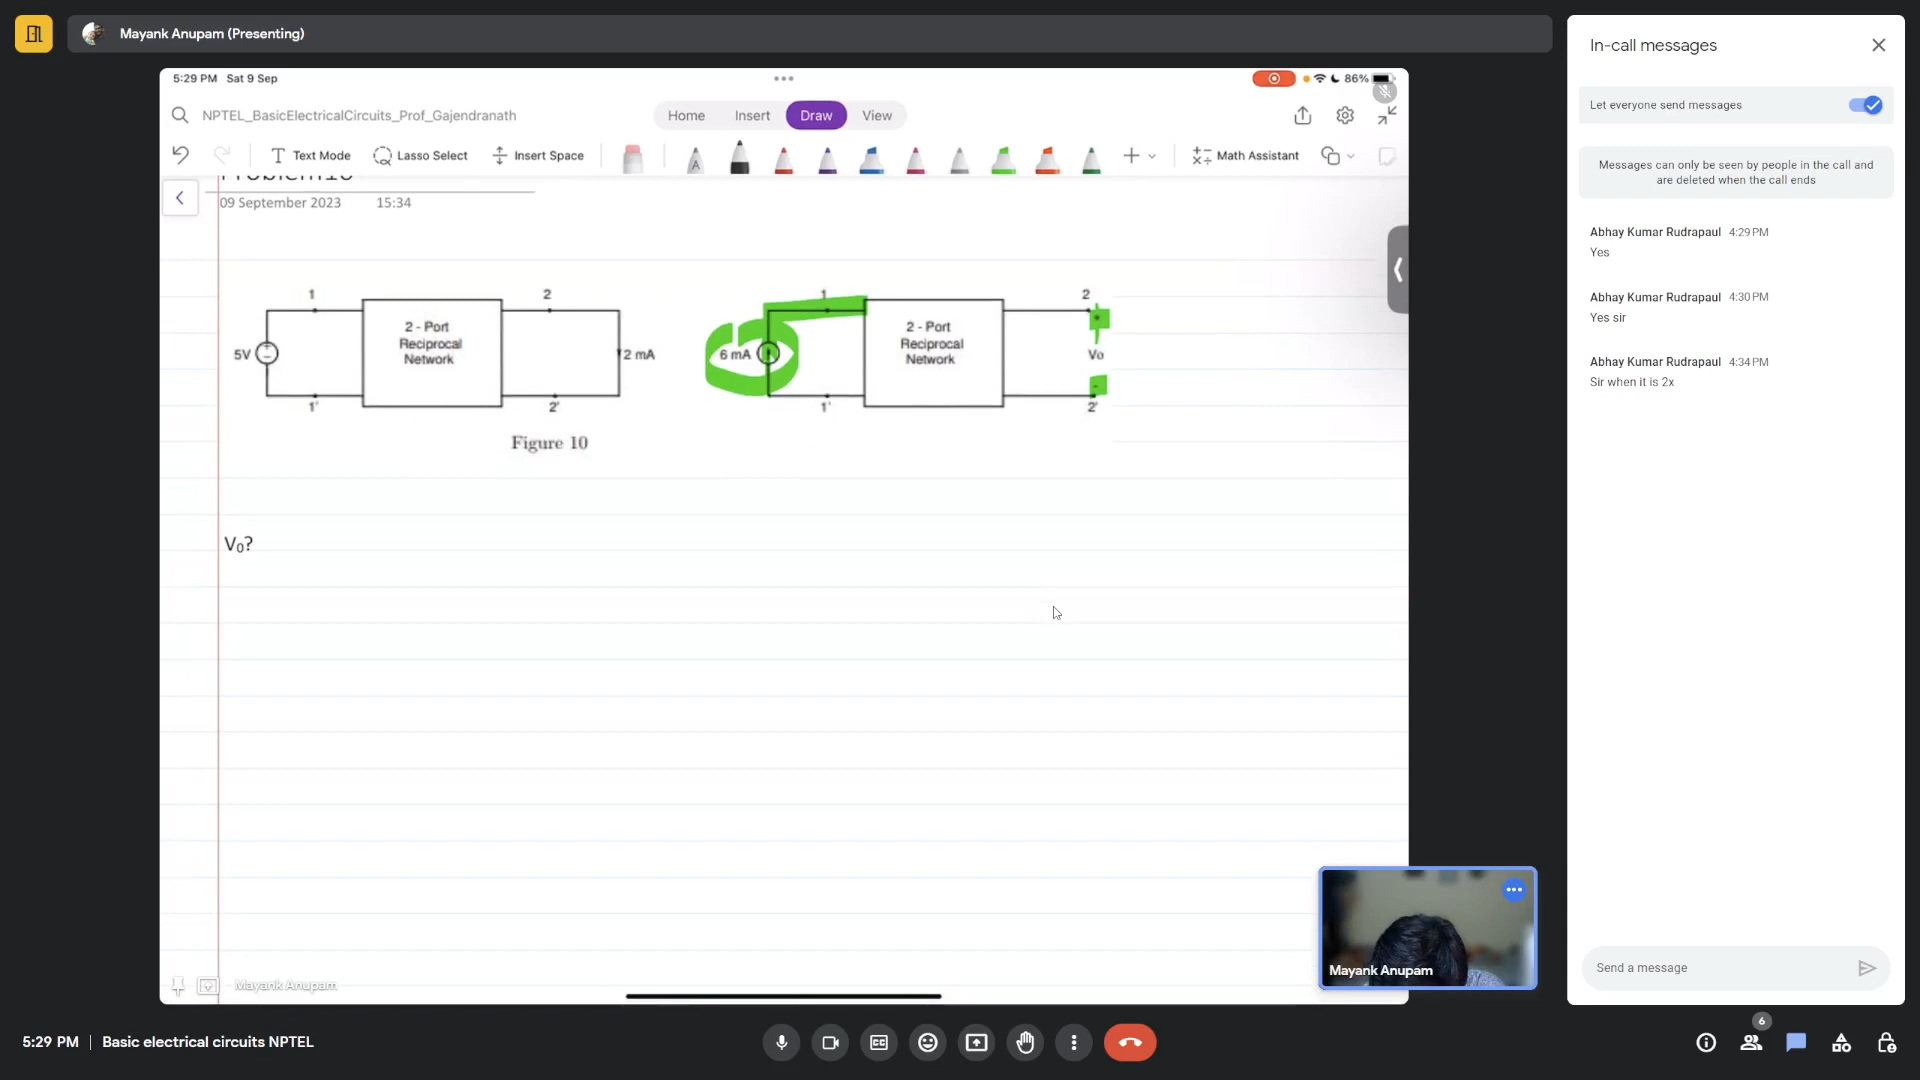 Mayank Anupam (Presenting)
5:29 PM Sat 9 Sep
86%
NPTEL_BasicElectricalCircuits_Prof_Gajendranath
Home Insert Draw View
Text Mode Lasso Select Insert Space Math Assistant
09 September 2023 15:34
1 2 1 2
2 - Port
Reciprocal
Network
5V
2 mA
1' 2'
6 mA
2 - Port
Reciprocal
Network
+
Vo
-
1' 2'
Figure 10
V₀?
Mayank Anupam
Mayank Anupam
In-call messages
Let everyone send messages
Messages can only be seen by people in the call and
are deleted when the call ends
Abhay Kumar Rudrapaul 4:29 PM
Yes
Abhay Kumar Rudrapaul 4:30 PM
Yes sir
Abhay Kumar Rudrapaul 4:34 PM
Sir when it is 2x
Send a message
5:29 PM | Basic electrical circuits NPTEL
6